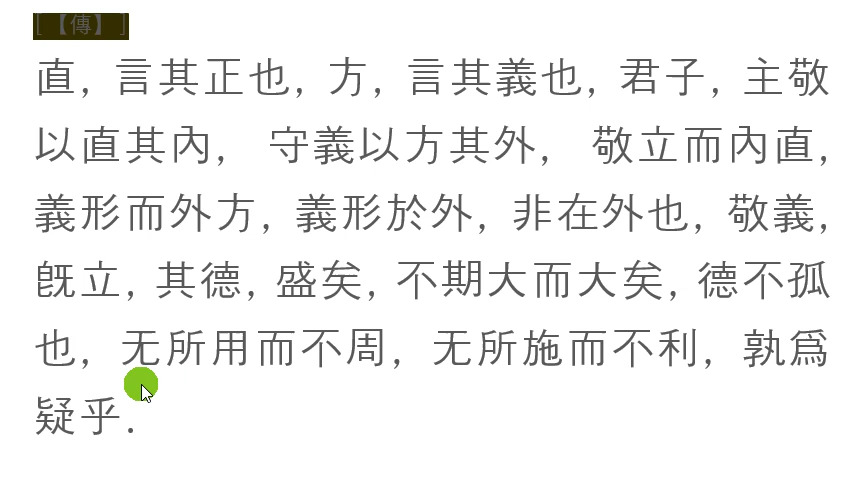 [【傳】]
直, 言其正也, 方, 言其義也, 君子, 主敬
以直其內, 守義以方其外, 敬立而內直,
義形而外方, 義形於外, 非在外也, 敬義,
旣立, 其德, 盛矣, 不期大而大矣, 德不孤
也, 无所用而不周, 无所施而不利, 孰爲
疑乎.